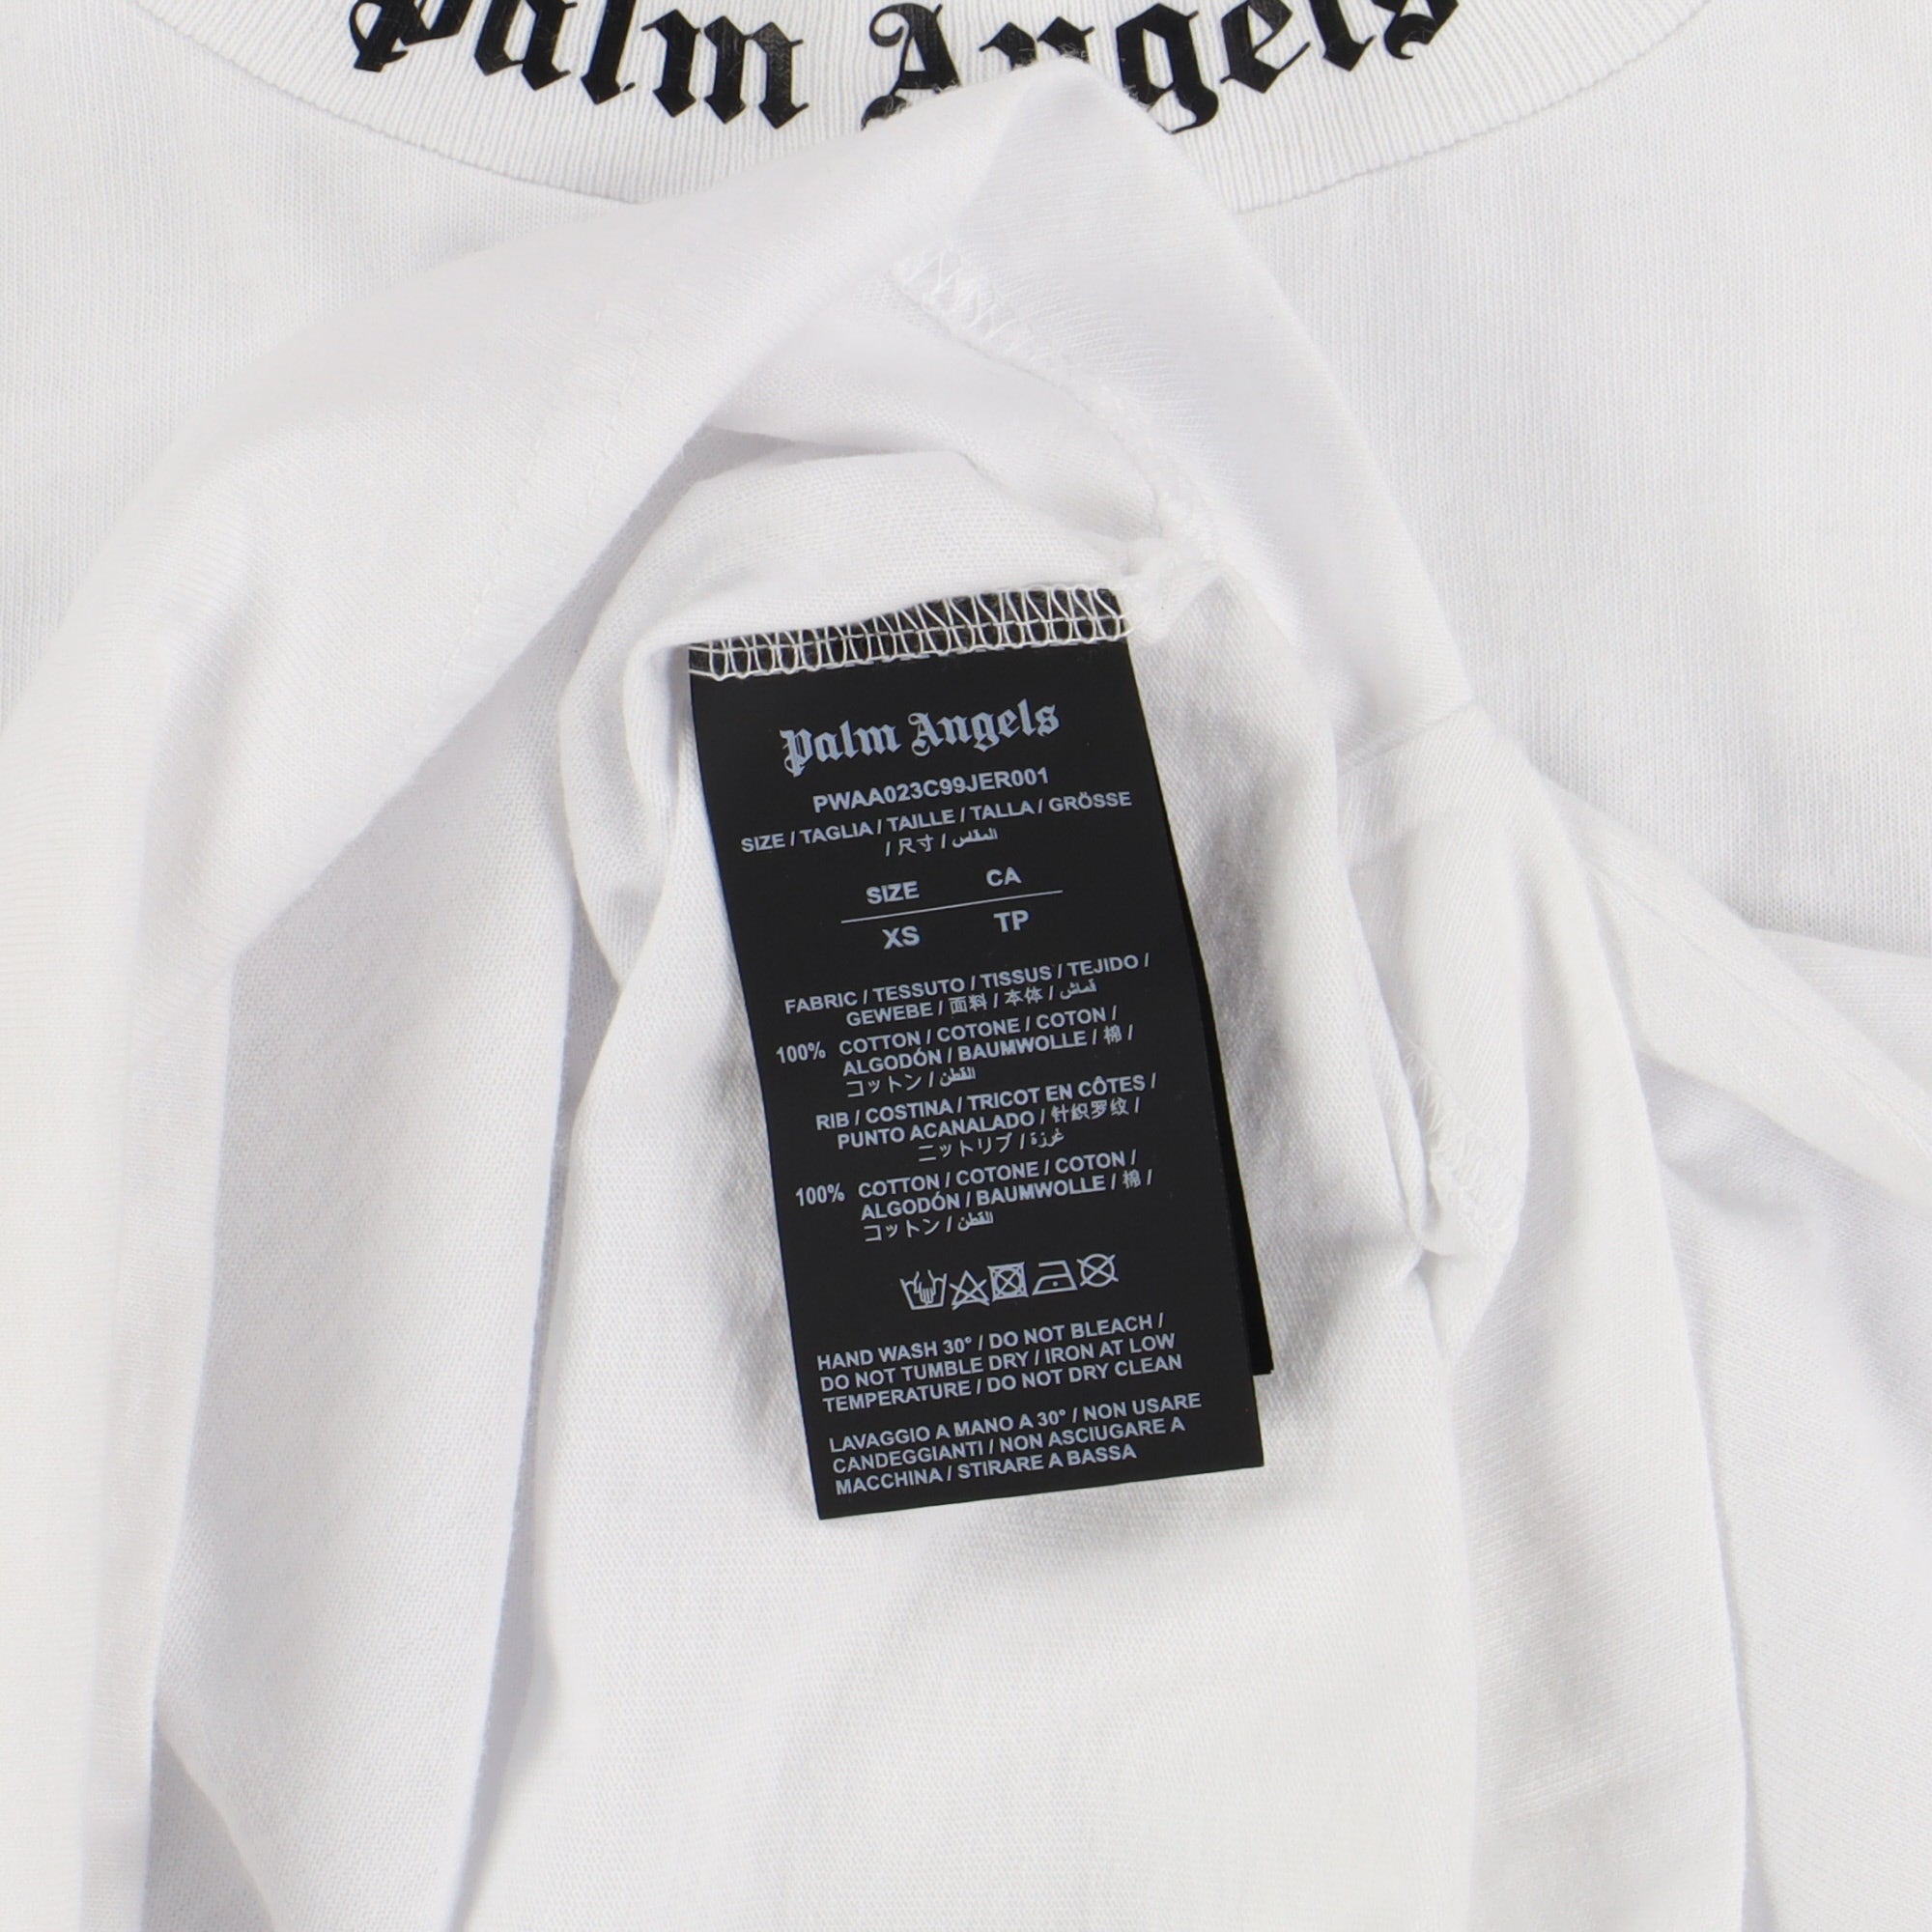 Palm Angels
Palm Angels
PWAA023C99JER001
SIZE / TAGLIA / TAILLE / TALLA / GRÖSSE
/ 尺寸 / المقاس
SIZE CA
XS TP
FABRIC / TESSUTO / TISSUS / TEJIDO /
GEWEBE / 面料 / 本体 / قماش
100% COTTON / COTONE / COTON /
ALGODÓN / BAUMWOLLE / 棉 /
コットン / القطن
RIB / COSTINA / TRICOT EN CÔTES /
PUNTO ACANALADO / 针织罗纹 /
ニットリブ / غرزة
100% COTTON / COTONE / COTON /
ALGODÓN / BAUMWOLLE / 棉 /
コットン / القطن
HAND WASH 30° / DO NOT BLEACH /
DO NOT TUMBLE DRY / IRON AT LOW
TEMPERATURE / DO NOT DRY CLEAN
LAVAGGIO A MANO A 30° / NON USARE
CANDEGGIANTI / NON ASCIUGARE A
MACCHINA / STIRARE A BASSA